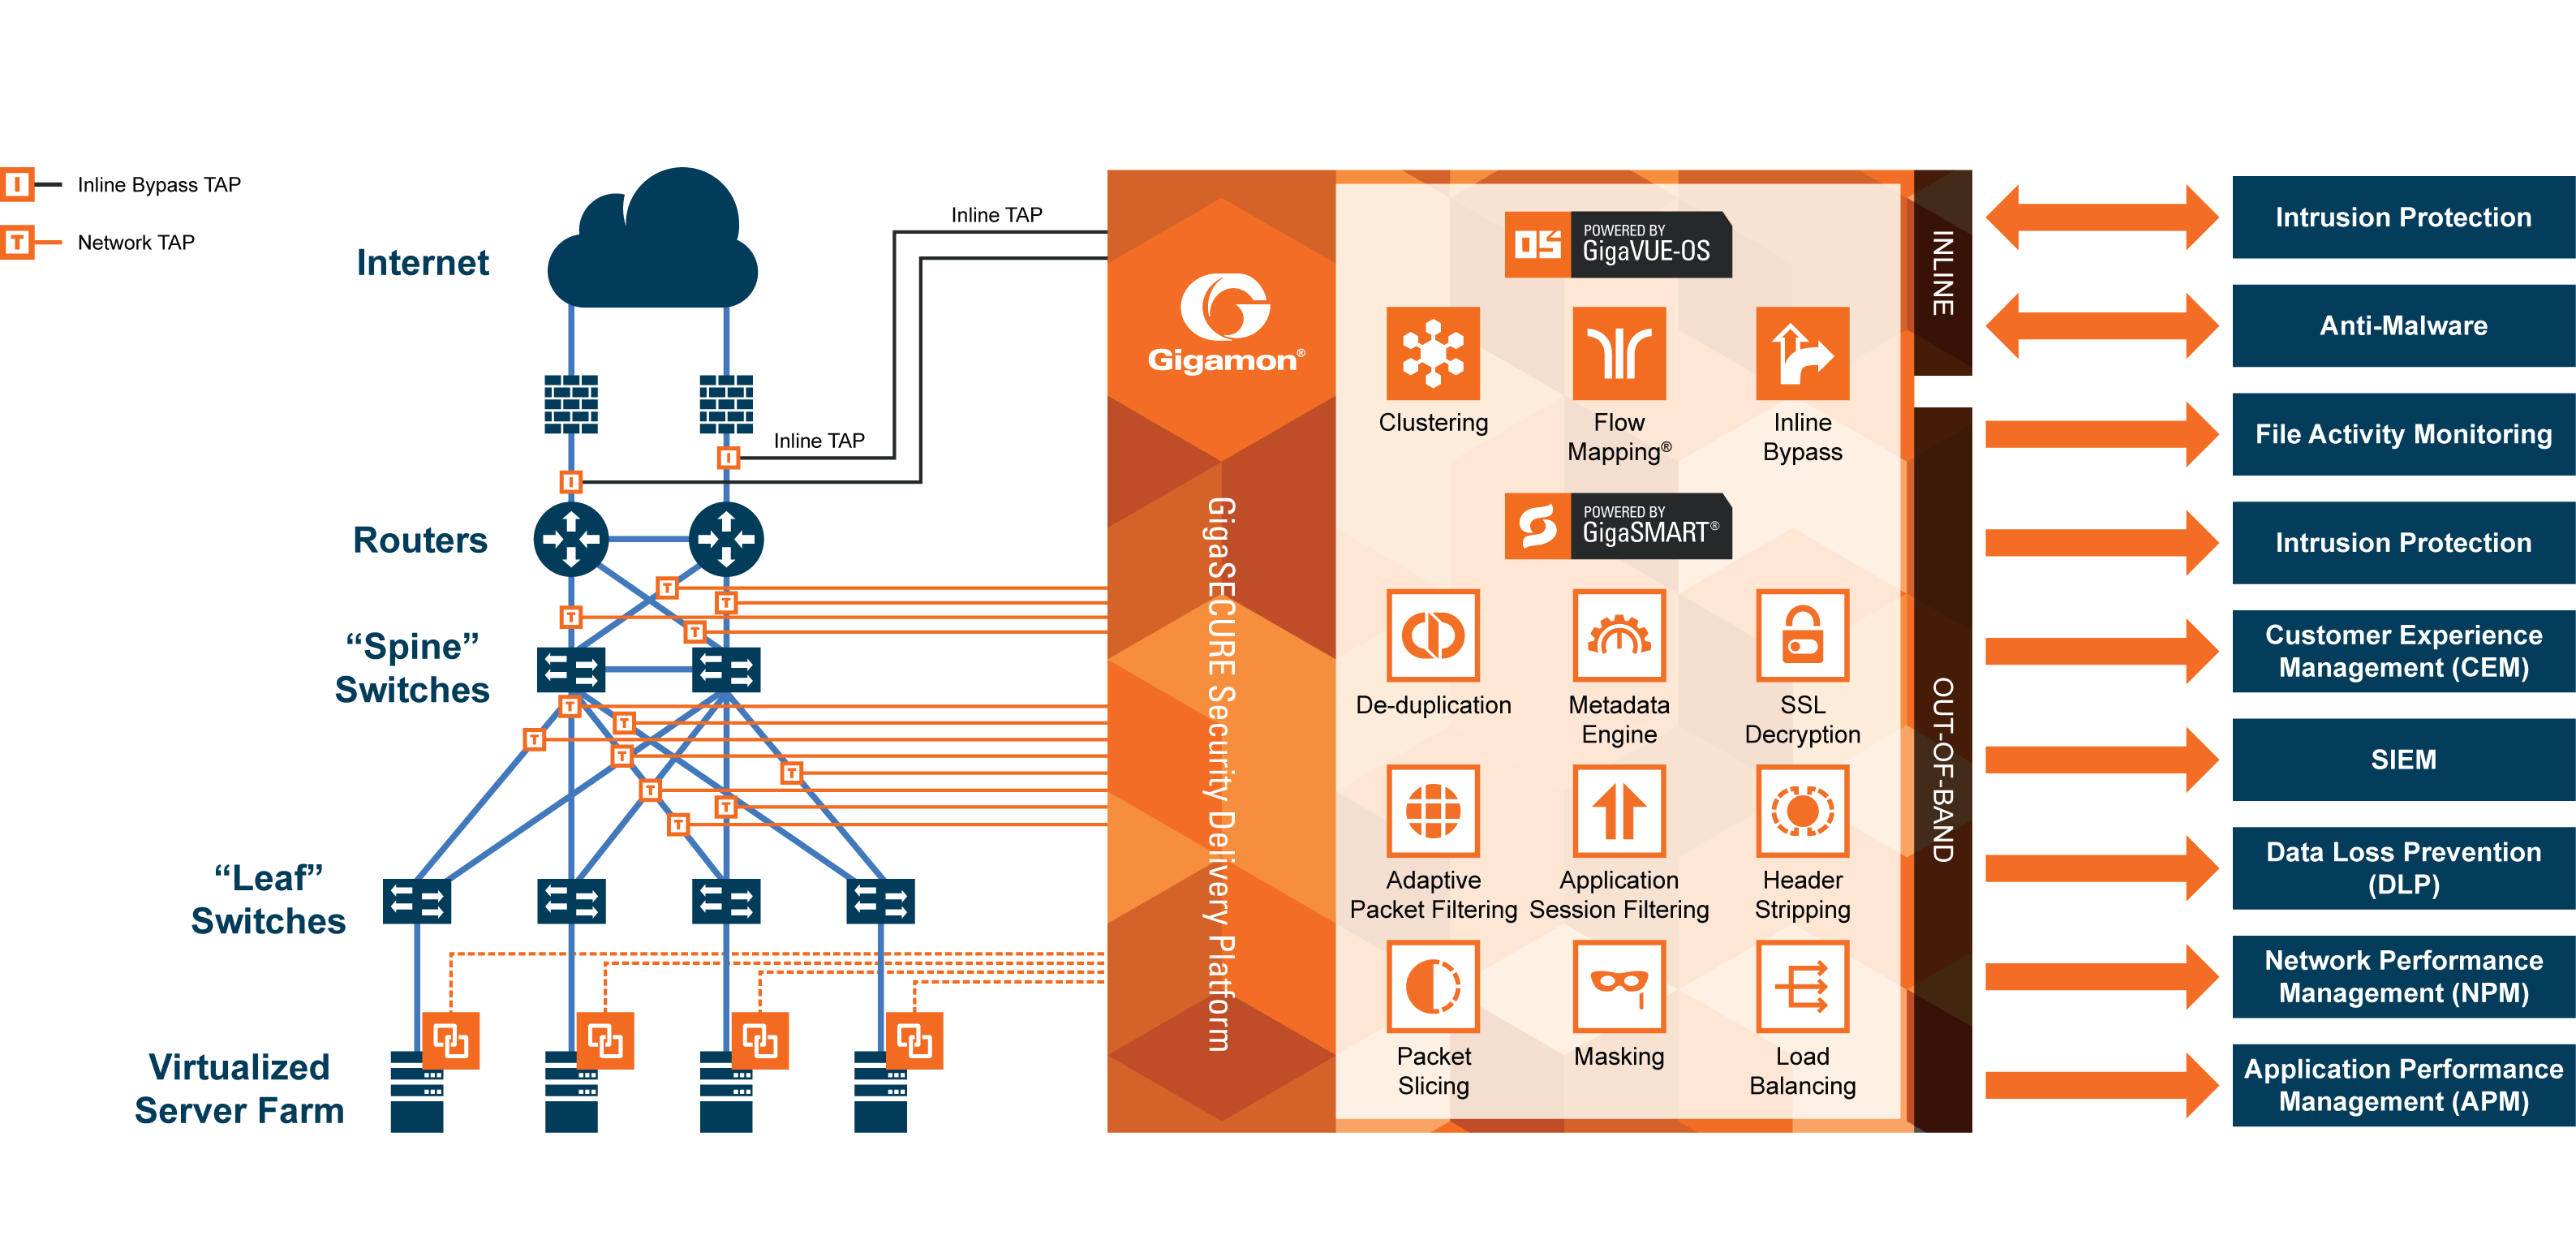 I Inline Bypass TAP
T Network TAP
Internet
Inline TAP
Inline TAP
I
I
Routers
T
T
T
T
“Spine”
Switches
T
T
T
T
T
T
T
T
“Leaf”
Switches
Virtualized
Server Farm
Gigamon®
GigaSECURE Security Delivery Platform
OS POWERED BY
GigaVUE-OS
Clustering
Flow
Mapping®
Inline
Bypass
POWERED BY
GigaSMART®
De-duplication
Metadata
Engine
SSL
Decryption
Adaptive
Packet Filtering
Application
Session Filtering
Header
Stripping
Packet
Slicing
Masking
Load
Balancing
INLINE
OUT-OF-BAND
Intrusion Protection
Anti-Malware
File Activity Monitoring
Intrusion Protection
Customer Experience
Management (CEM)
SIEM
Data Loss Prevention
(DLP)
Network Performance
Management (NPM)
Application Performance
Management (APM)